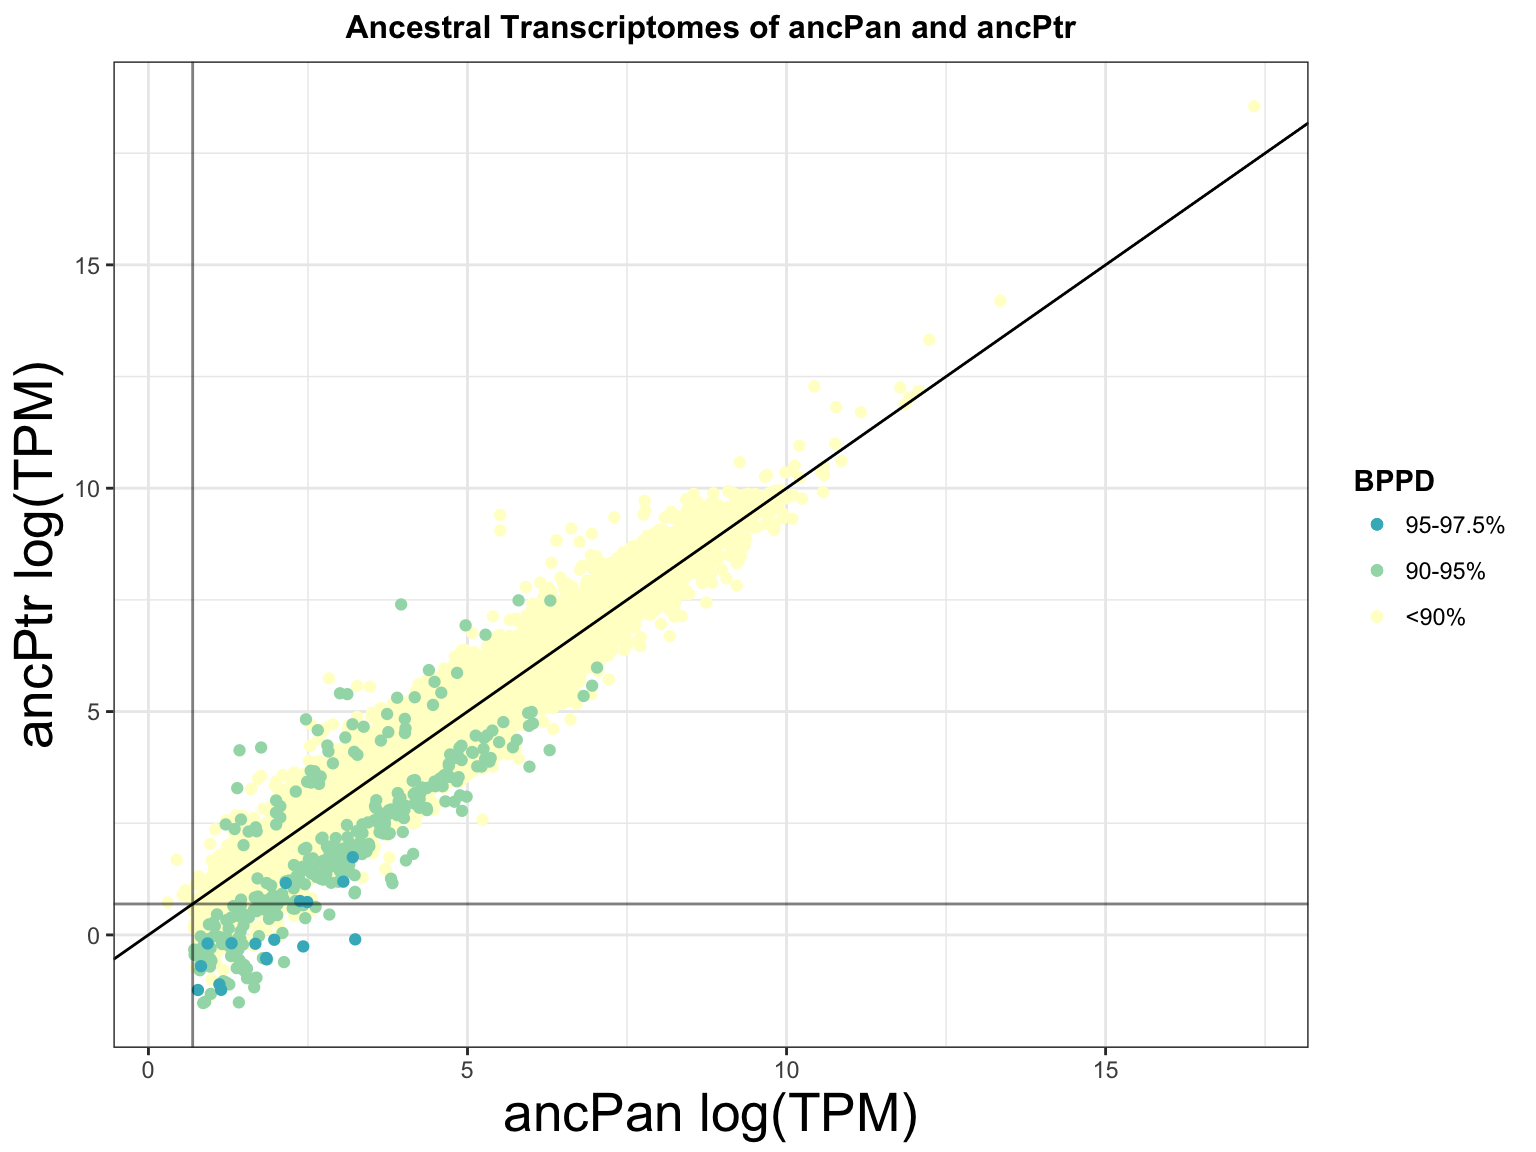 Ancestral Transcriptomes of ancPan and ancPtr
ancPtr log(TPM)
15
10
5
0
0
5
10
15
ancPan log(TPM)
BPPD
95-97.5%
90-95%
<90%